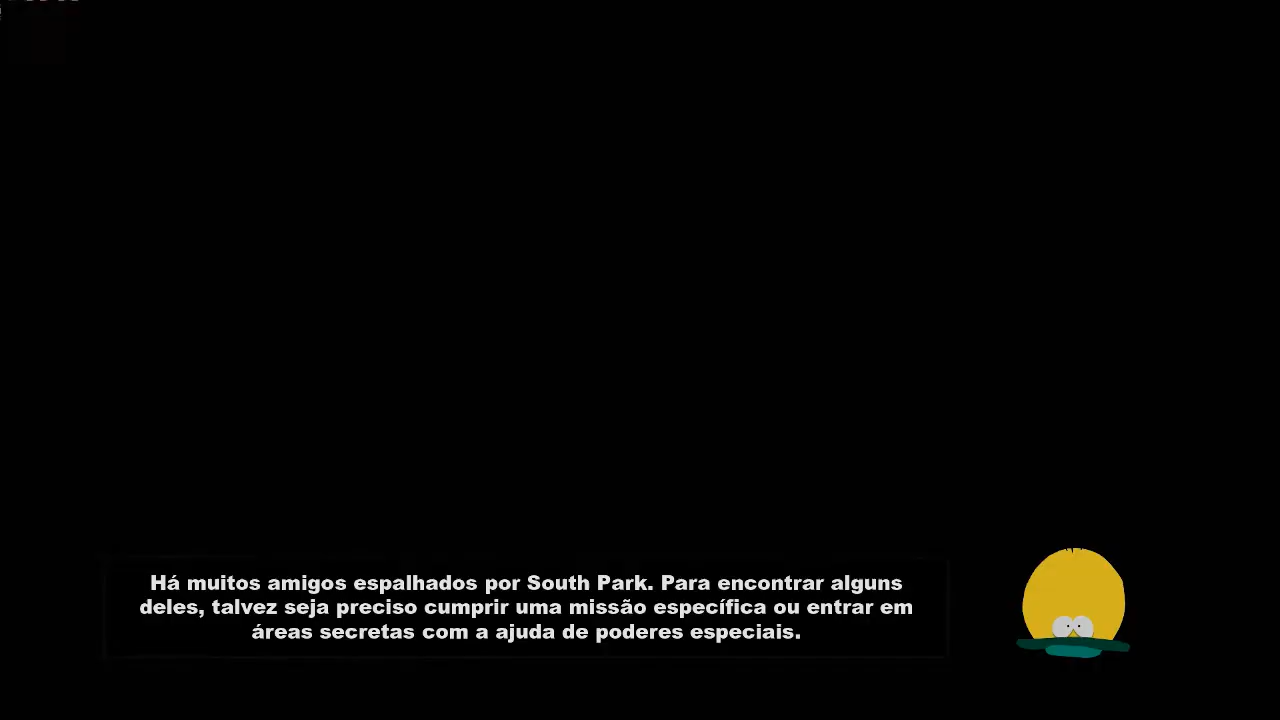 Há muitos amigos espalhados por South Park. Para encontrar alguns
deles, talvez seja preciso cumprir uma missão específica ou entrar em
áreas secretas com a ajuda de poderes especiais.